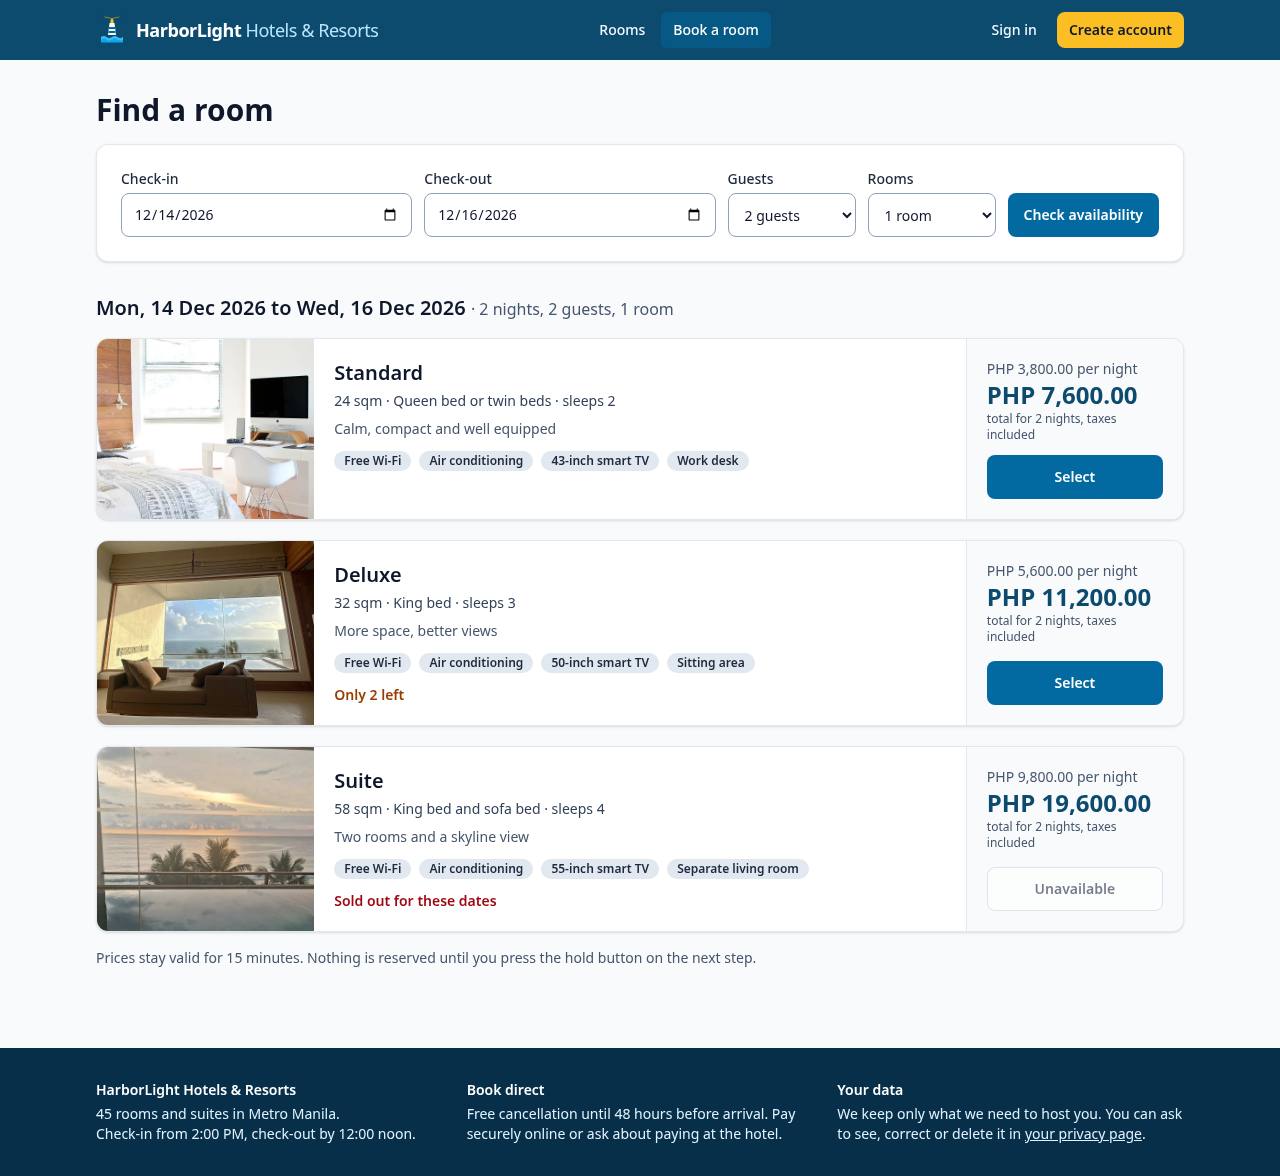 HarborLight Hotels & Resorts
Rooms
Book a room
Sign in
Create account
Find a room
Check-in
Check-out
Guests
Rooms
12/14/2026
12/16/2026
2 guests
1 room
Check availability
Mon, 14 Dec 2026 to Wed, 16 Dec 2026 · 2 nights, 2 guests, 1 room
Standard
24 sqm · Queen bed or twin beds · sleeps 2
Calm, compact and well equipped
Free Wi-Fi
Air conditioning
43-inch smart TV
Work desk
PHP 3,800.00 per night
PHP 7,600.00
total for 2 nights, taxes
included
Select
Deluxe
32 sqm · King bed · sleeps 3
More space, better views
Free Wi-Fi
Air conditioning
50-inch smart TV
Sitting area
Only 2 left
PHP 5,600.00 per night
PHP 11,200.00
total for 2 nights, taxes
included
Select
Suite
58 sqm · King bed and sofa bed · sleeps 4
Two rooms and a skyline view
Free Wi-Fi
Air conditioning
55-inch smart TV
Separate living room
Sold out for these dates
PHP 9,800.00 per night
PHP 19,600.00
total for 2 nights, taxes
included
Unavailable
Prices stay valid for 15 minutes. Nothing is reserved until you press the hold button on the next step.
HarborLight Hotels & Resorts
45 rooms and suites in Metro Manila.
Check-in from 2:00 PM, check-out by 12:00 noon.
Book direct
Free cancellation until 48 hours before arrival. Pay
securely online or ask about paying at the hotel.
Your data
We keep only what we need to host you. You can ask
to see, correct or delete it in your privacy page.